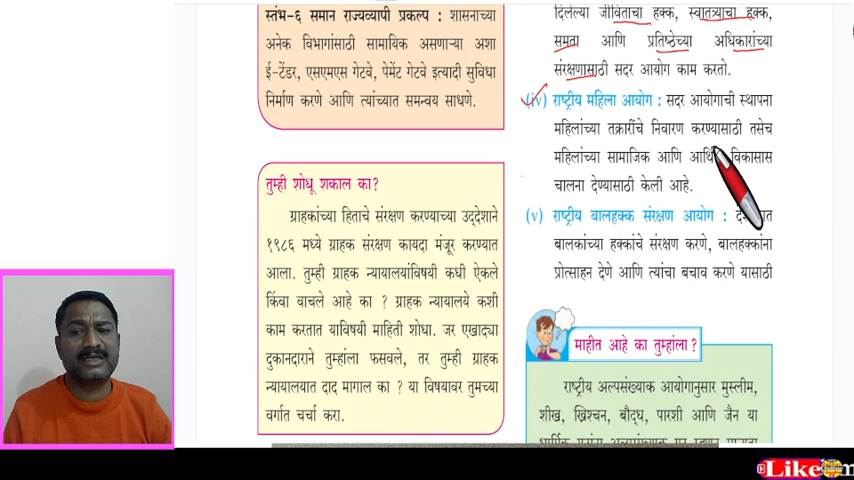 स्तंभ-६ समान राज्यव्यापी प्रकल्प : शासनाच्या
अनेक विभागांसाठी सामायिक असणाऱ्या अशा
ई-टेंडर, एसएमएस गेटवे, पेमेंट गेटवे इत्यादी सुविधा
निर्माण करणे आणि त्यांच्यात समन्वय साधणे.
तुम्ही शोधू शकाल का?
ग्राहकांच्या हिताचे संरक्षण करण्याच्या उद्देशाने
१९८६ मध्ये ग्राहक संरक्षण कायदा मंजूर करण्यात
आला. तुम्ही ग्राहक न्यायालयांविषयी कधी ऐकले
किंवा वाचले आहे का ? ग्राहक न्यायालये कशी
काम करतात याविषयी माहिती शोधा. जर एखाद्या
दुकानदाराने तुम्हांला फसवले, तर तुम्ही ग्राहक
न्यायालयात दाद मागाल का ? या विषयावर तुमच्या
वर्गात चर्चा करा.
दिलेल्या जीविताचा हक्क, स्वातंत्र्याचा हक्क,
समता आणि प्रतिष्ठेच्या अधिकारांच्या
संरक्षणासाठी सदर आयोग काम करतो.
(iv) राष्ट्रीय महिला आयोग : सदर आयोगाची स्थापना
महिलांच्या तक्रारींचे निवारण करण्यासाठी तसेच
महिलांच्या सामाजिक आणि विकासास
चालना देण्यासाठी केली आहे.
(v) राष्ट्रीय बालहक्क संरक्षण आयोग :
बालकांच्या हक्कांचे संरक्षण करणे, बालहक्कांना
प्रोत्साहन देणे आणि त्यांचा बचाव करणे यासाठी
माहीत आहे का तुम्हांला ?
राष्ट्रीय अल्पसंख्याक आयोगानुसार मुस्लीम,
शीख, ख्रिश्चन, बौद्ध, पारशी आणि जैन या
Like